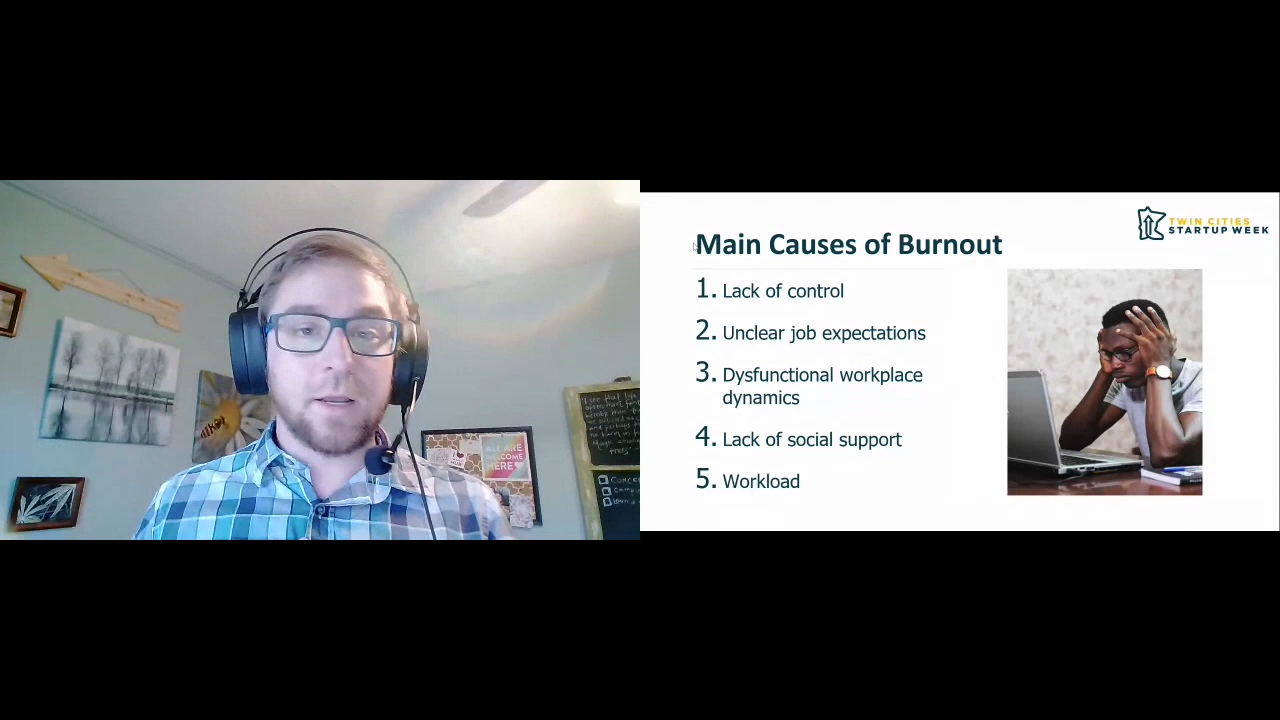 ALL ARE
WELCOME
HERE
TWIN CITIES
STARTUP WEEK
Main Causes of Burnout
1. Lack of control
2. Unclear job expectations
3. Dysfunctional workplace
dynamics
4. Lack of social support
5. Workload